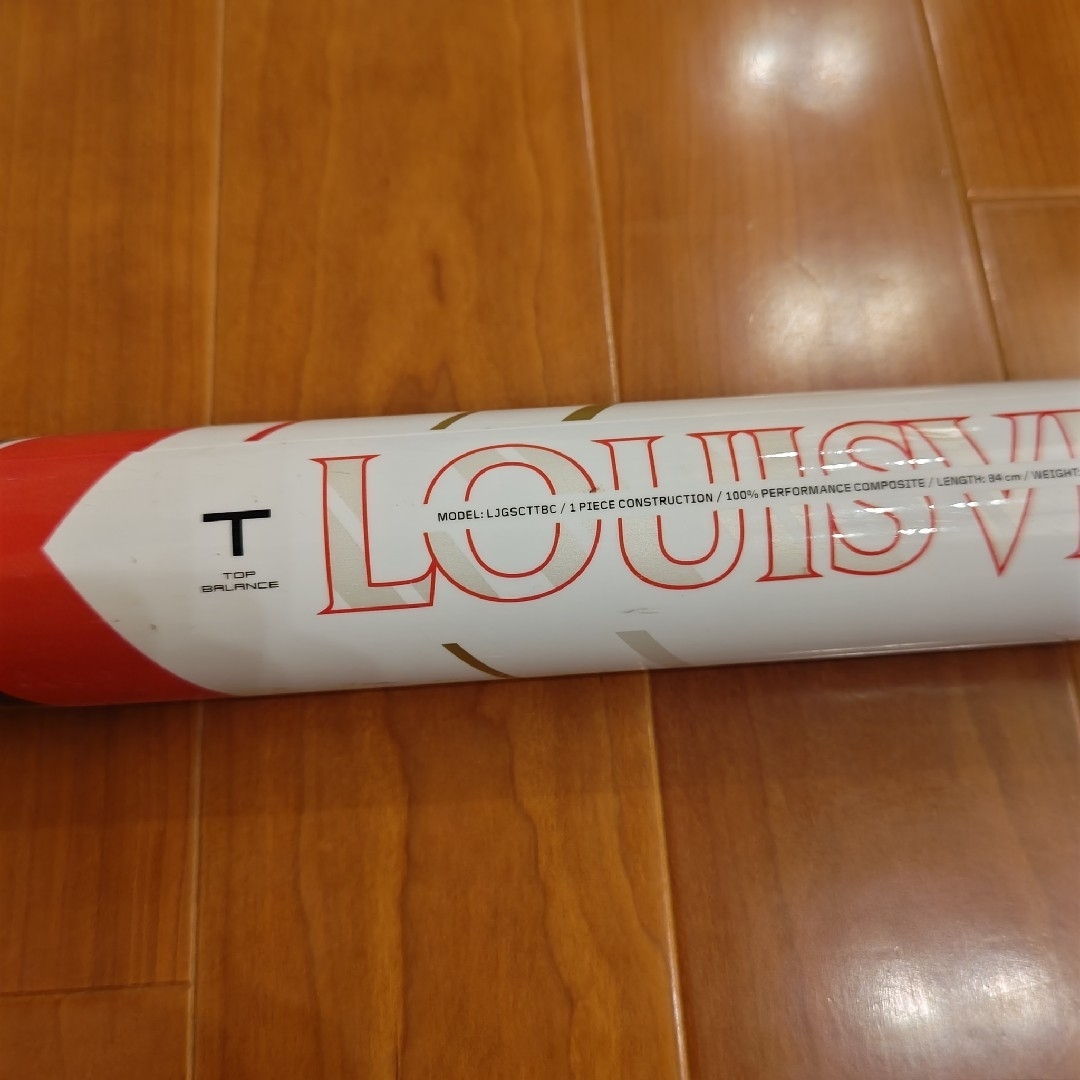 T
TOP
BALANCE
LOUISV
MODEL: LJGSCTTBC / 1 PIECE CONSTRUCTION / 100% PERFORMANCE COMPOSITE / LENGTH: 84 cm / WEIGHT: